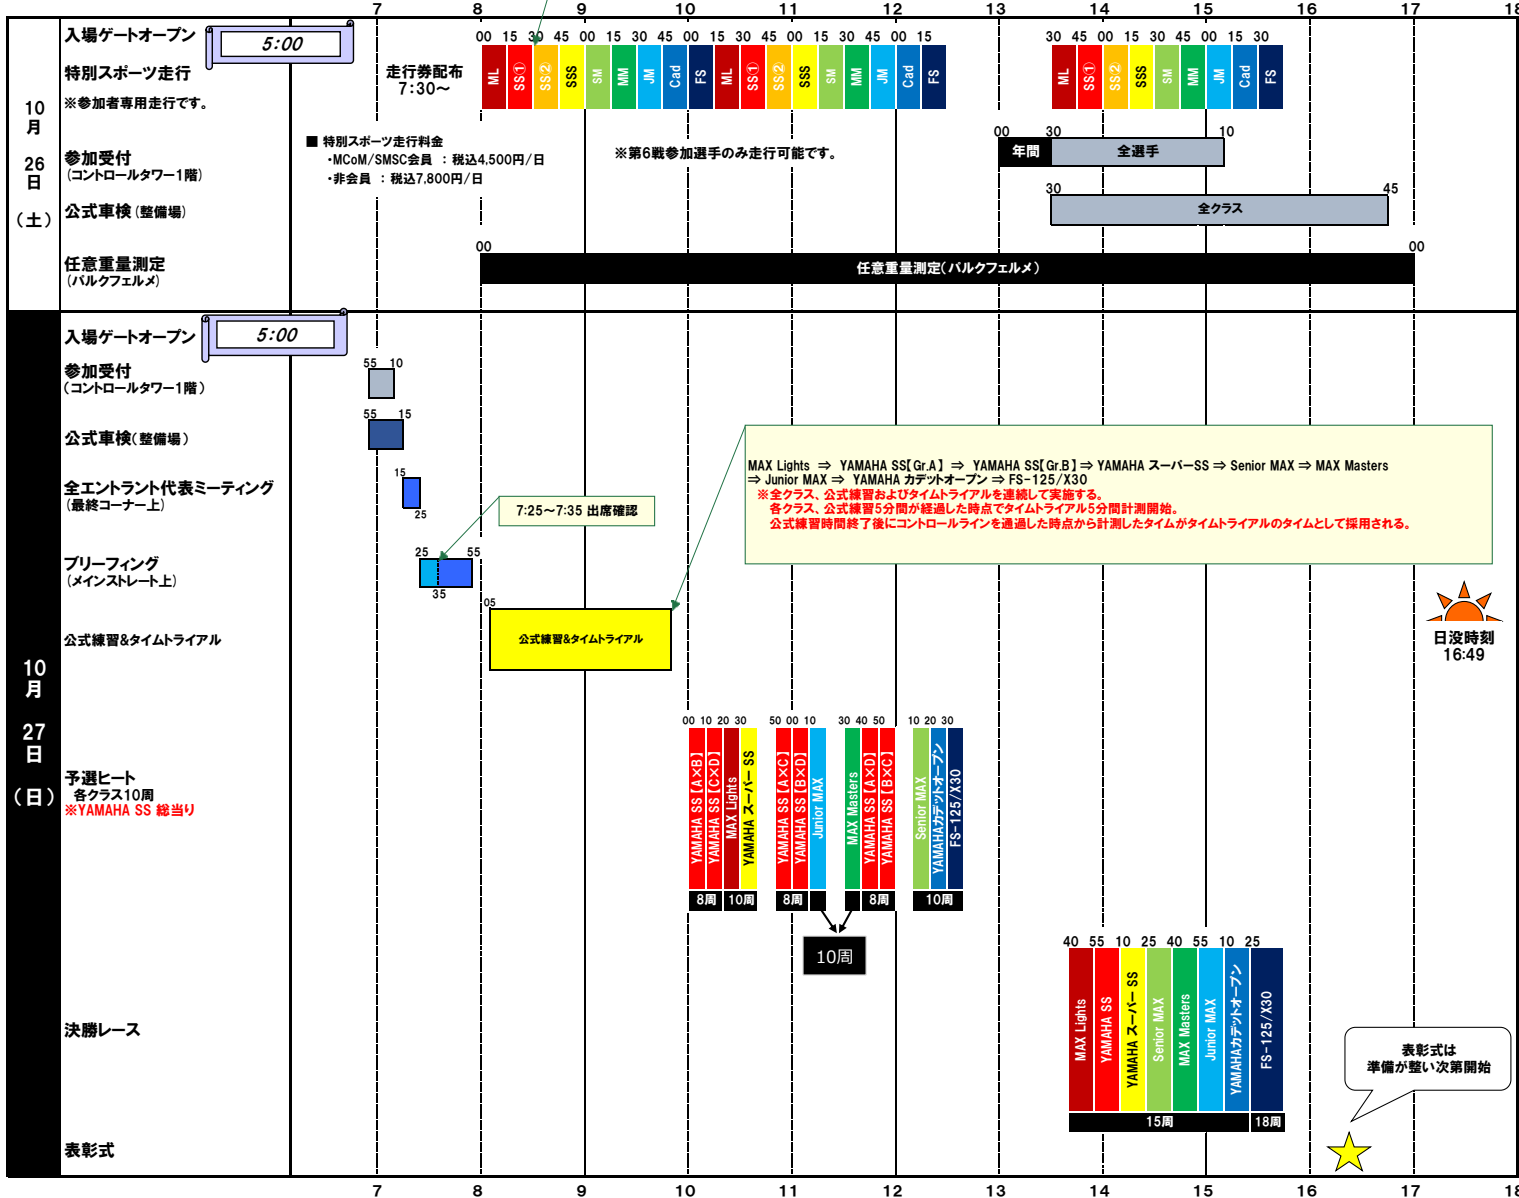 7 8 9 10 11 12 13 14 15 16 17 18
10
月
26
日
(土)
入場ゲートオープン
5:00
特別スポーツ走行
※参加者専用走行です。
走行券配布
7:30～
00 15 30 45 00 15 30 45 00 15 30 45 00 15 30 45 00 15
ML SS① SS② SSS SM MM JM Cad FS ML SS① SS② SSS SM MM JM Cad FS
30 45 00 15 30 45 00 15 30
ML SS① SS② SSS SM MM JM Cad FS
■ 特別スポーツ走行料金
・MCoM/SMSC会員 : 税込4,500円/日
・非会員 : 税込7,800円/日
※第6戦参加選手のみ走行可能です。
参加受付
(コントロールタワー1階)
00 30 10
年間 全選手
公式車検 (整備場)
30 45
全クラス
任意重量測定
(パルクフェルメ)
00 00
任意重量測定(パルクフェルメ)
10
月
27
日
(日)
入場ゲートオープン
5:00
参加受付
(コントロールタワー1階)
55 10
公式車検(整備場)
55 15
全エントラント代表ミーティング
(最終コーナー上)
15
25
7:25～7:35 出席確認
MAX Lights ⇒ YAMAHA SS【Gr.A】 ⇒ YAMAHA SS【Gr.B】⇒ YAMAHA スーパーSS ⇒ Senior MAX ⇒ MAX Masters
⇒ Junior MAX ⇒ YAMAHA カデットオープン ⇒ FS-125/X30
※全クラス、公式練習およびタイムトライアルを連続して実施する。
各クラス、公式練習5分間が経過した時点でタイムトライアル5分間計測開始。
公式練習時間終了後にコントロールラインを通過した時点から計測したタイムがタイムトライアルのタイムとして採用される。
ブリーフィング
(メインストレート上)
25 55
35
公式練習&タイムトライアル
05
公式練習&タイムトライアル
日没時刻
16:49
予選ヒート
各クラス10周
※YAMAHA SS 総当り
00 10 20 30
YAMAHA SS【A×B】
YAMAHA SS【C×D】
MAX Lights
YAMAHA スーパー SS
8周 10周
50 00 10
YAMAHA SS【A×C】
YAMAHA SS【B×D】
Junior MAX
8周
30 40 50
MAX Masters
YAMAHA SS【A×D】
YAMAHA SS【B×C】
8周
10 20 30
Senior MAX
YAMAHAカデットオープン
FS-125/X30
10周
10周
決勝レース
40 55 10 25 40 55 10 25
MAX Lights
YAMAHA SS
YAMAHA スーパー SS
Senior MAX
MAX Masters
Junior MAX
YAMAHAカデットオープン
FS-125/X30
15周 18周
表彰式は
準備が整い次第開始
表彰式
7 8 9 10 11 12 13 14 15 16 17 18